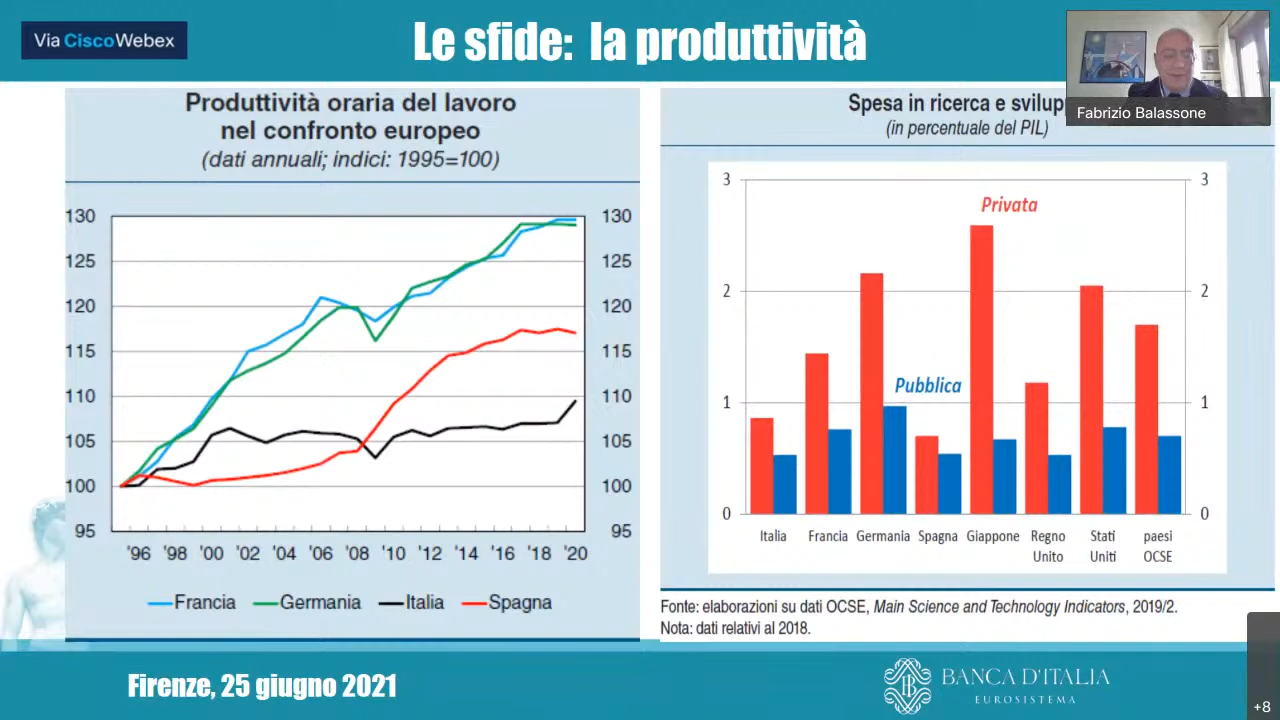 Via CiscoWebex
Le sfide: la produttività
Fabrizio Balassone
Produttività oraria del lavoro
nel confronto europeo
(dati annuali; indici: 1995=100)
130 130
125 125
120 120
115 115
110 110
105 105
100 100
95 95
'96 '98 '00 '02 '04 '06 '08 '10 '12 '14 '16 '18 '20
Francia Germania Italia Spagna
Spesa in ricerca e svilupp
(in percentuale del PIL)
3 3
Privata
2 2
Pubblica
1 1
0 0
Italia Francia Germania Spagna Giappone Regno Stati paesi
Unito Uniti OCSE
Fonte: elaborazioni su dati OCSE, Main Science and Technology Indicators, 2019/2.
Nota: dati relativi al 2018.
Firenze, 25 giugno 2021
BANCA D'ITALIA
EUROSISTEMA
+8